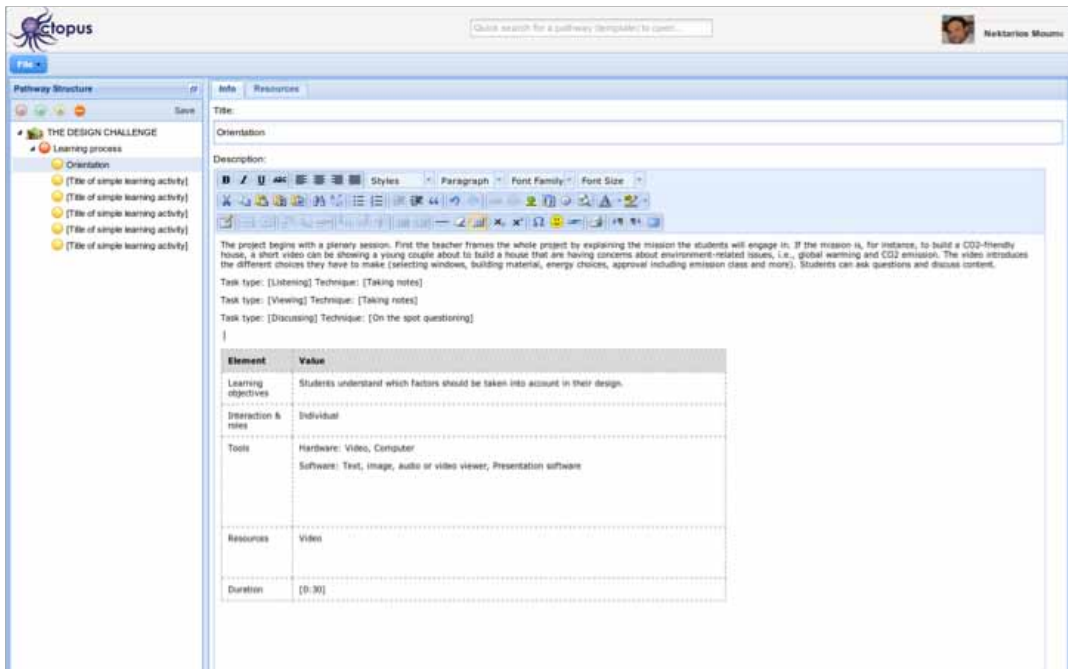 ctopus
Quick search for a pathway (template) to open...
Nektarios Moumo
File
Pathway Structure
Save
THE DESIGN CHALLENGE
Learning process
Orientation
[Title of simple learning activity]
[Title of simple learning activity]
[Title of simple learning activity]
[Title of simple learning activity]
[Title of simple learning activity]
Info Resources
Title:
Orientation
Description:
B I U ABC Styles Paragraph Font Family Font Size
The project begins with a plenary session. First the teacher frames the whole project by explaining the mission the students will engage in. If the mission is, for instance, to build a CO2-friendly
house, a short video can be showing a young couple about to build a house that are having concerns about environment-related issues, i.e., global warming and CO2 emission. The video introduces
the different choices they have to make (selecting windows, building material, energy choices, approval including emission class and more). Students can ask questions and discuss content.
Task type: [Listening] Technique: [Taking notes]
Task type: [Viewing] Technique: [Taking notes]
Task type: [Discussing] Technique: [On the spot questioning]
Element Value
Learning objectives Students understand which factors should be taken into account in their design.
Interaction & roles Individual
Tools Hardware: Video, Computer
Software: Text, image, audio or video viewer, Presentation software
Resources Video
Duration [0:30]